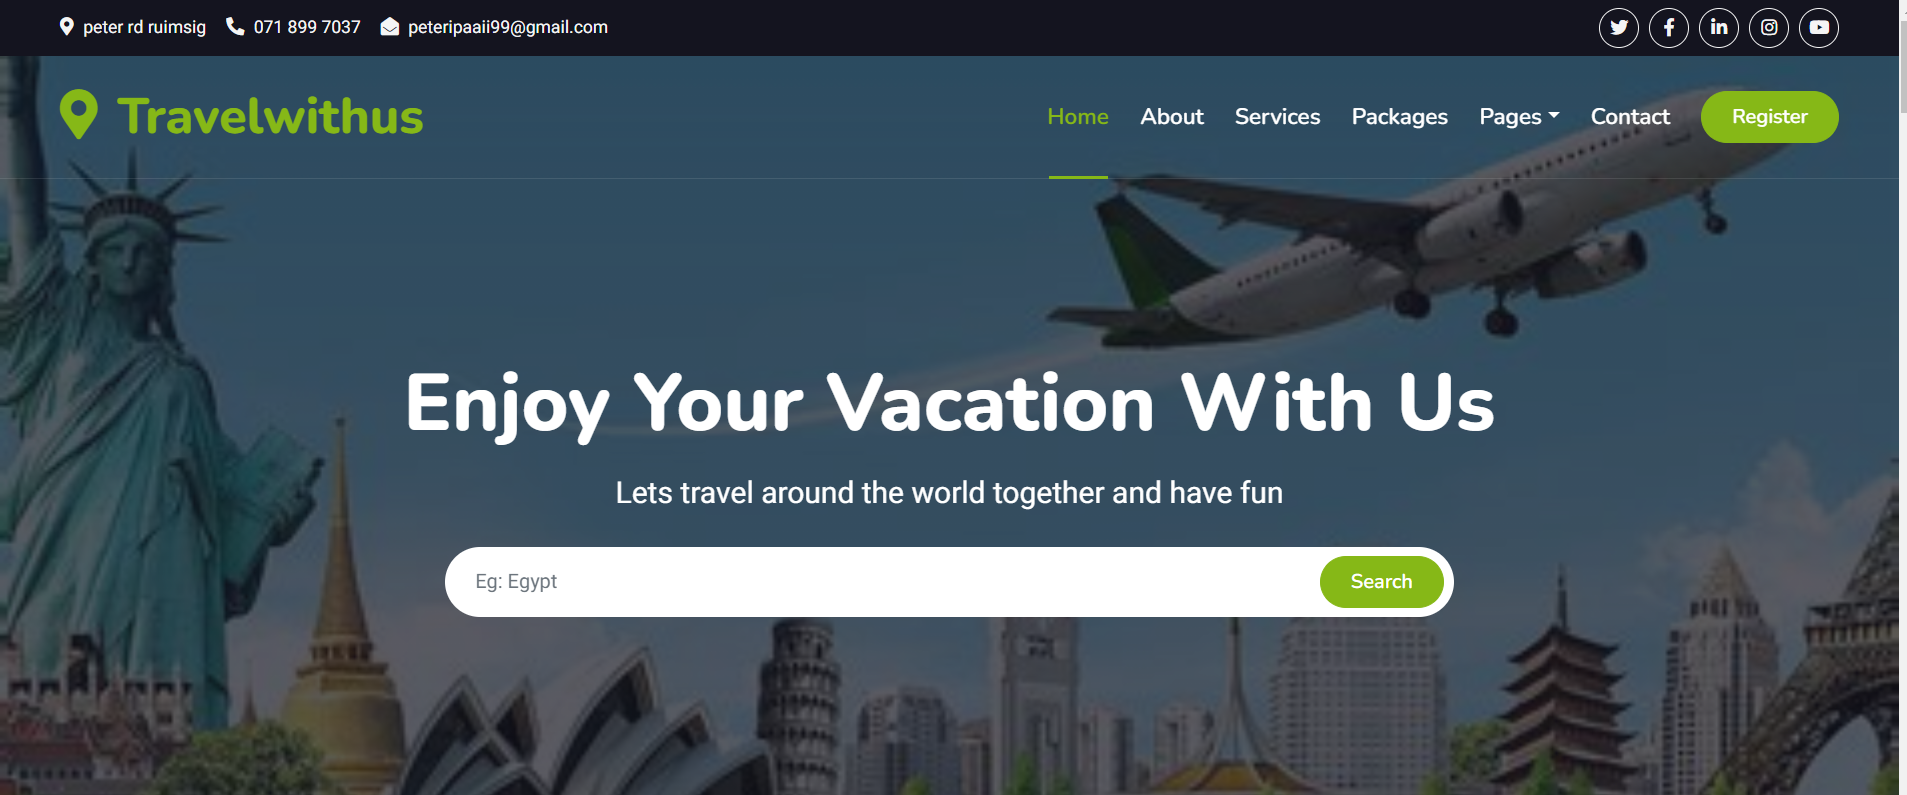 peter rd ruimsig 071 899 7037 peteripaaii99@gmail.com
Travelwithus
Home About Services Packages Pages Contact Register
Enjoy Your Vacation With Us
Lets travel around the world together and have fun
Eg: Egypt Search